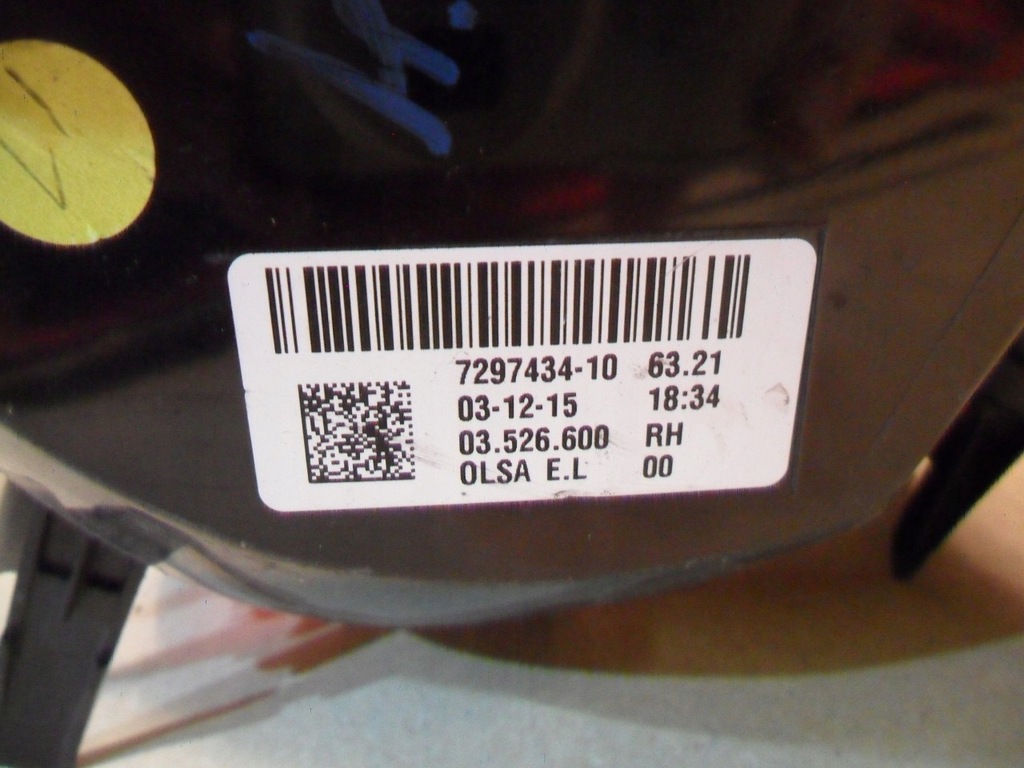 7297434-10 63.21
03-12-15 18:34
03.526.600 RH
OLSA E.L 00